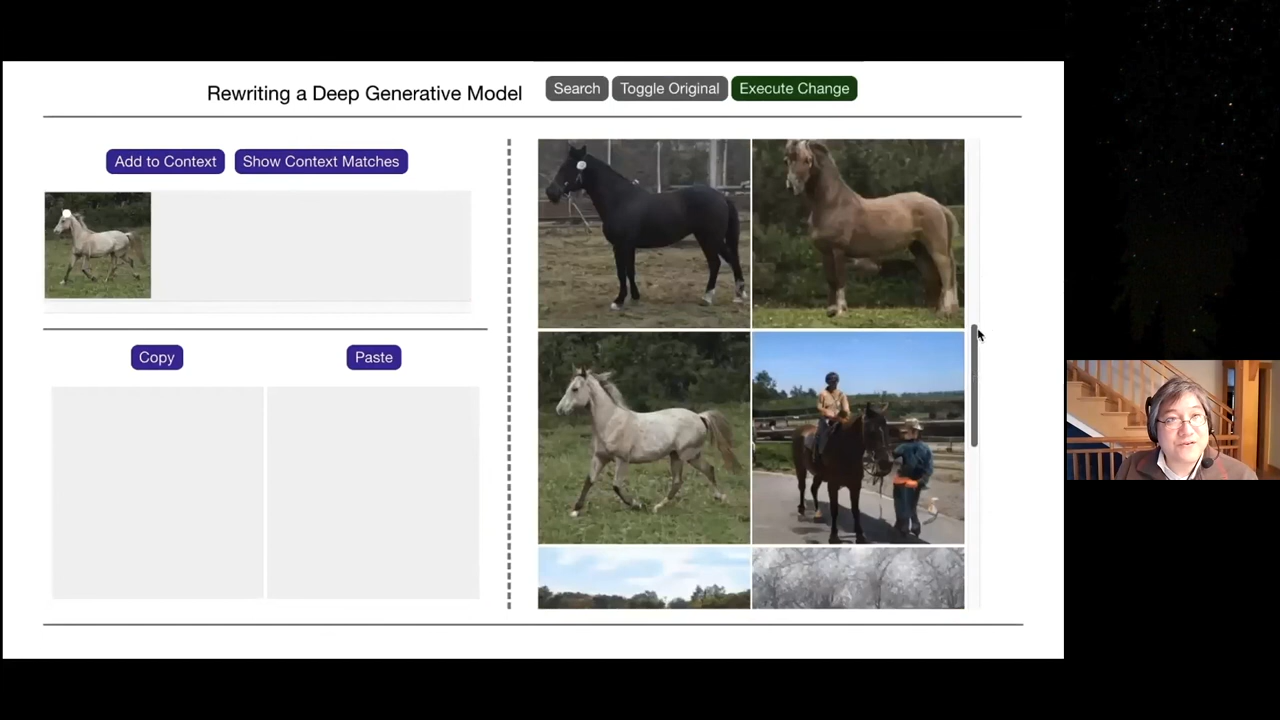 Rewriting a Deep Generative Model
Search
Toggle Original
Execute Change
Add to Context
Show Context Matches
Copy
Paste